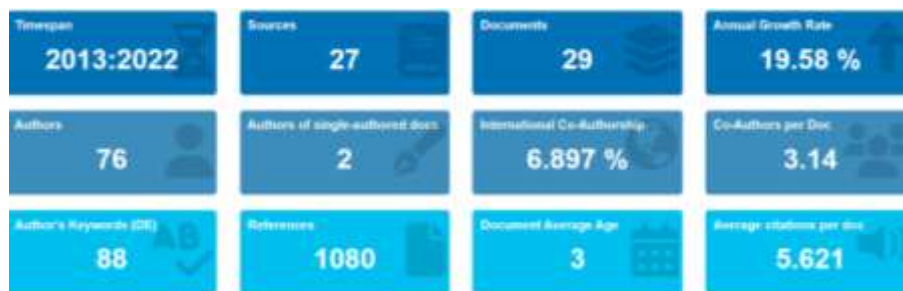 Timespan
2013:2022
Sources
27
Documents
29
Annual Growth Rate
19.58 %
Authors
76
Authors of single-authored docs
2
International Co-Authorship
6.897 %
Co-Authors per Doc
3.14
Author's Keywords (DE)
88
References
1080
Document Average Age
3
Average citations per doc
5.621